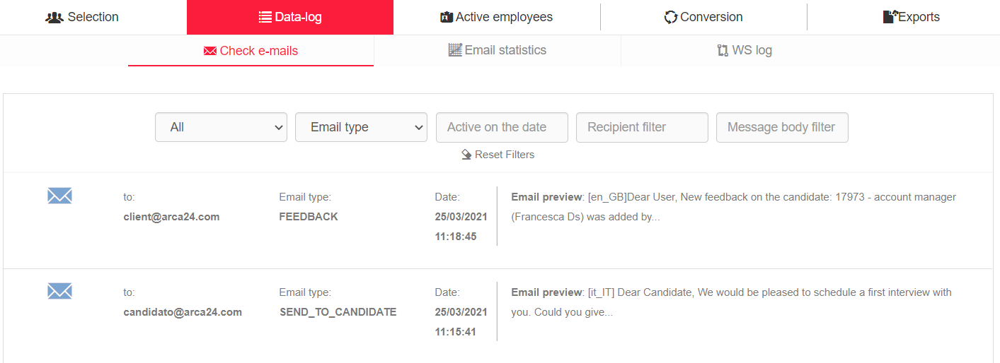 Selection Data-log Active employees Conversion Exports
Check e-mails Email statistics WS log
All Email type Active on the date Recipient filter Message body filter
Reset Filters
to: Email type: Date: Email preview: [en_GB]Dear User, New feedback on the candidate: 17973 - account manager
client@arca24.com FEEDBACK 25/03/2021 (Francesca Ds) was added by...
11:18:45
to: Email type: Date: Email preview: [it_IT] Dear Candidate, We would be pleased to schedule a first interview with
candidato@arca24.com SEND_TO_CANDIDATE 25/03/2021 you. Could you give...
11:15:41